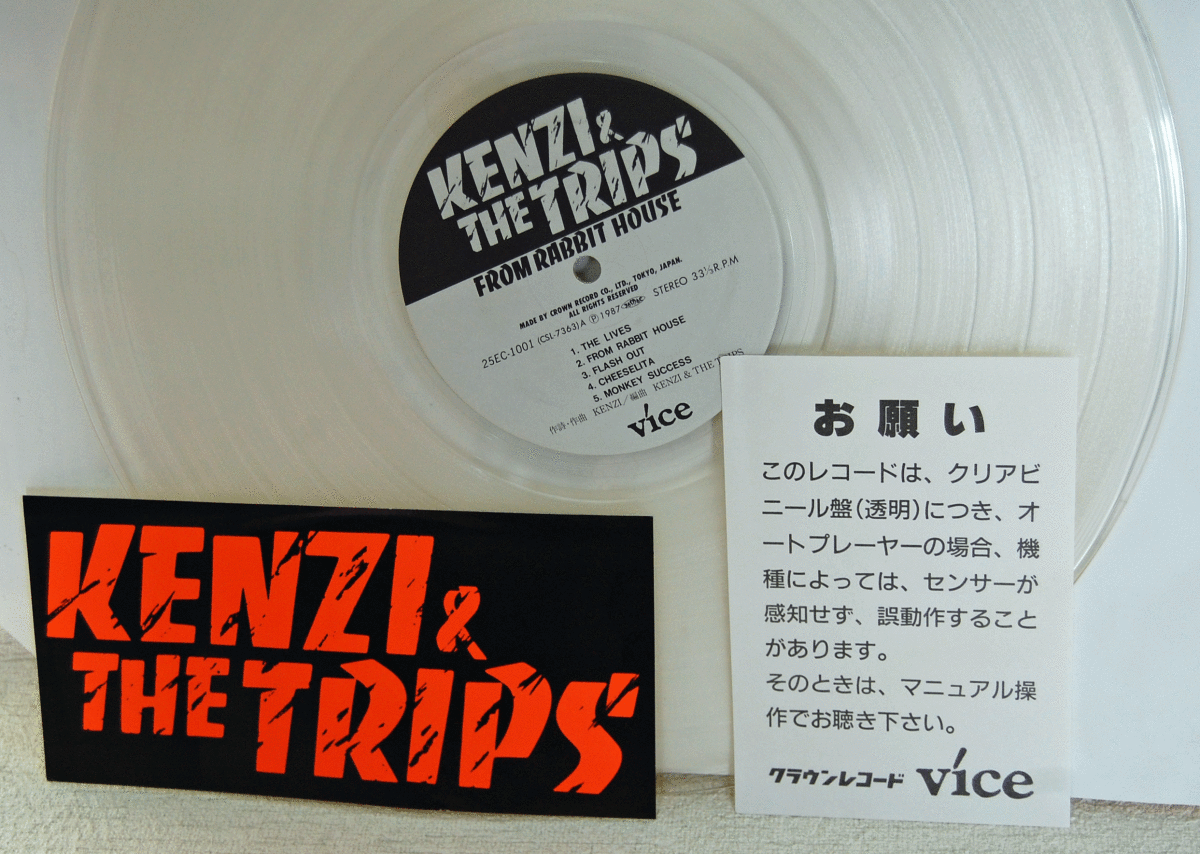 KENZI &
THE TRIPS
FROM RABBIT HOUSE
MADE BY CROWN RECORD CO., LTD., TOKYO, JAPAN.
ALL RIGHTS RESERVED
25EC-1001 (CSL-7363)A Ⓟ1987 STEREO 33⅓R.P.M
1. THE LIVES
2. FROM RABBIT HOUSE
3. FLASH OUT
4. CHEESELITA
5. MONKEY SUCCESS
作詩・作曲 KENZI/編曲 KENZI & THE TRIPS
vice
KENZI &
THE TRIPS
お願い
このレコードは、クリアビ
ニール盤(透明)につき、オ
ートプレーヤーの場合、機
種によっては、センサーが
感知せず、誤動作すること
があります。
そのときは、マニュアル操
作でお聴き下さい。
クラウンレコード vice